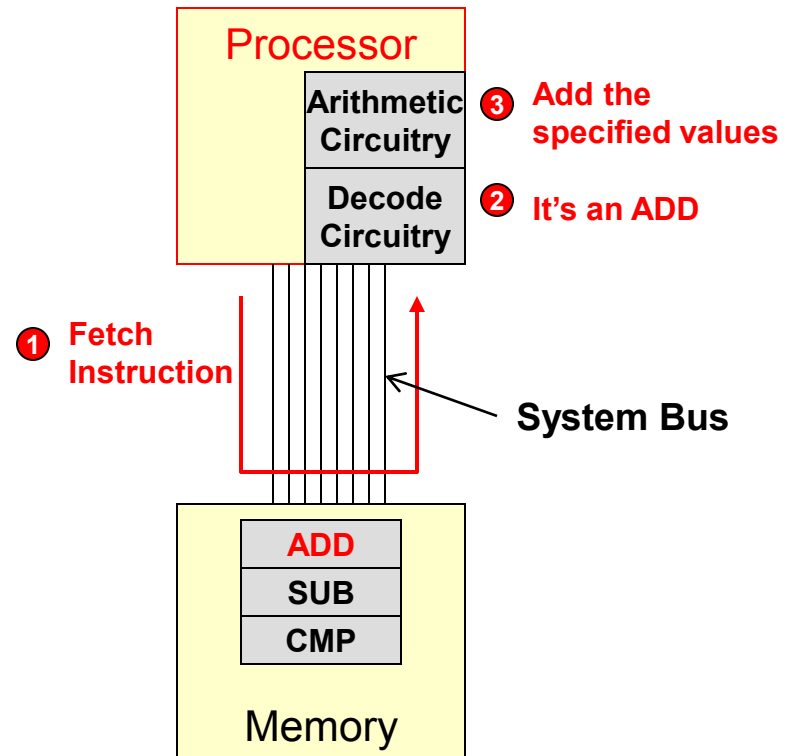 Processor
Arithmetic
Circuitry
3 Add the
specified values
Decode
Circuitry
2 It’s an ADD
1 Fetch
Instruction
System Bus
ADD
SUB
CMP
Memory